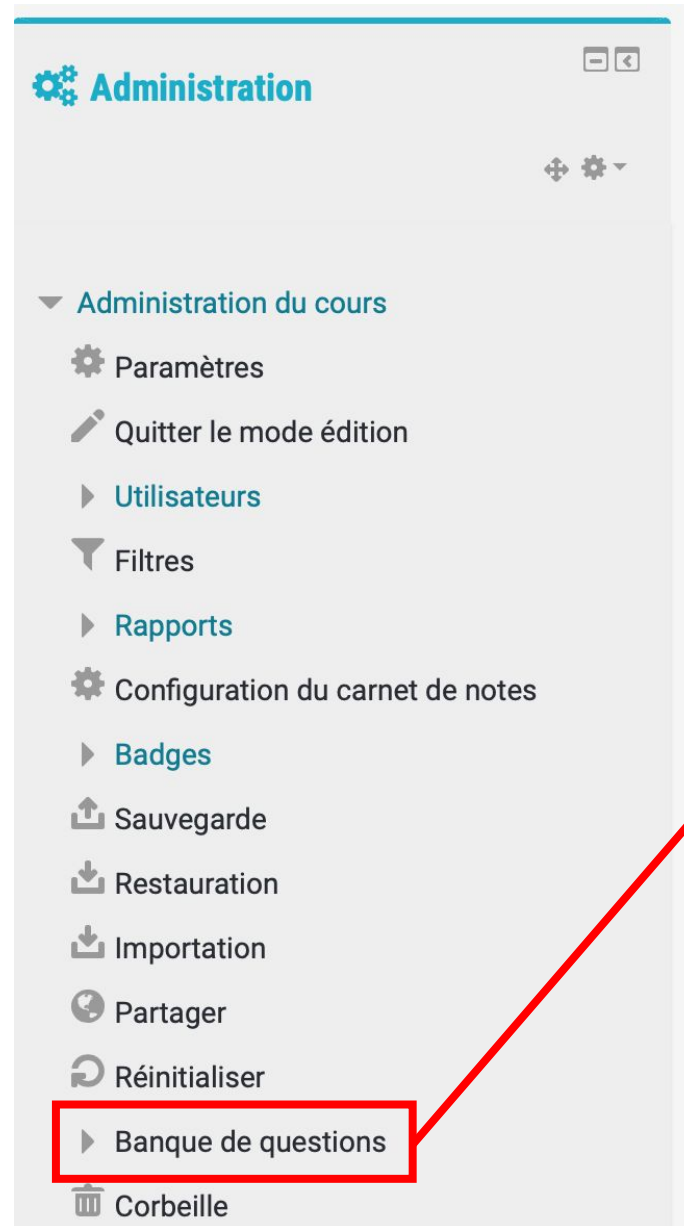 Administration
Administration du cours
Paramètres
Quitter le mode édition
Utilisateurs
Filtres
Rapports
Configuration du carnet de notes
Badges
Sauvegarde
Restauration
Importation
Partager
Réinitialiser
Banque de questions
Corbeille